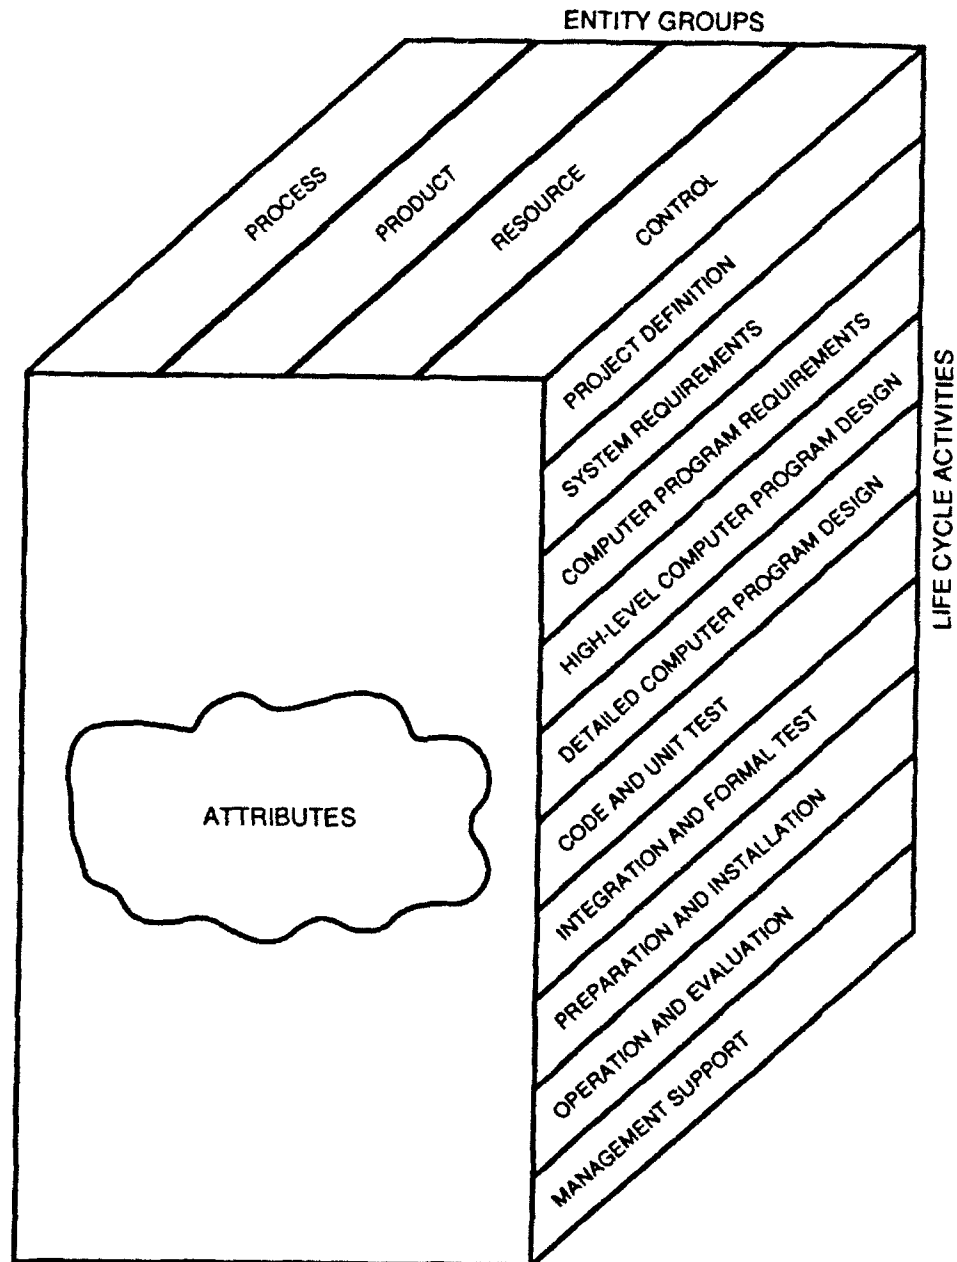 ENTITY GROUPS
PROCESS
PRODUCT
RESOURCE
CONTROL
PROJECT DEFINITION
SYSTEM REQUIREMENTS
COMPUTER PROGRAM REQUIREMENTS
HIGH-LEVEL COMPUTER PROGRAM DESIGN
DETAILED COMPUTER PROGRAM DESIGN
CODE AND UNIT TEST
INTEGRATION AND FORMAL TEST
PREPARATION AND INSTALLATION
OPERATION AND EVALUATION
MANAGEMENT SUPPORT
LIFE CYCLE ACTIVITIES
ATTRIBUTES